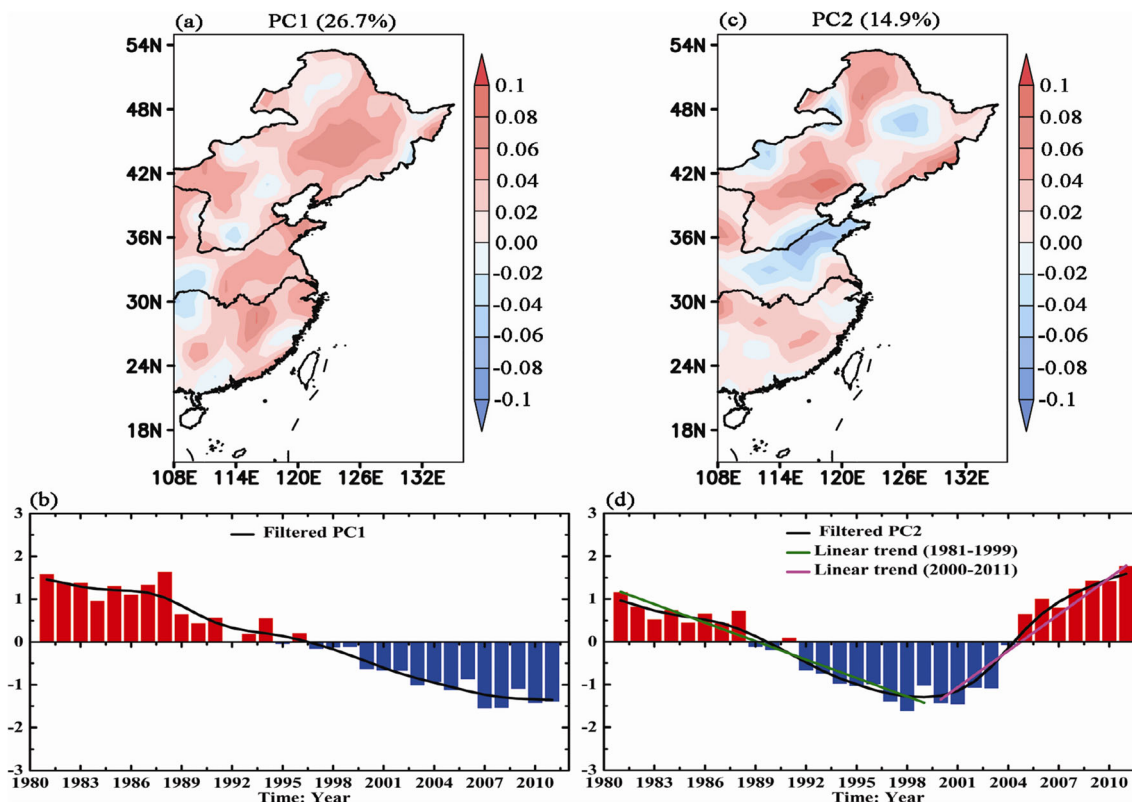 (a) PC1 (26.7%)
54N
48N
42N
36N
30N
24N
18N
108E 114E 120E 126E 132E
0.1
0.08
0.06
0.04
0.02
0.00
-0.02
-0.04
-0.06
-0.08
-0.1
(c) PC2 (14.9%)
54N
48N
42N
36N
30N
24N
18N
108E 114E 120E 126E 132E
0.1
0.08
0.06
0.04
0.02
0.00
-0.02
-0.04
-0.06
-0.08
-0.1
(b)
3
2
1
0
-1
-2
-3
Filtered PC1
1980 1983 1986 1989 1992 1995 1998 2001 2004 2007 2010
Time: Year
(d)
3
2
1
0
-1
-2
-3
Filtered PC2
Linear trend (1981-1999)
Linear trend (2000-2011)
1980 1983 1986 1989 1992 1995 1998 2001 2004 2007 2010
Time: Year